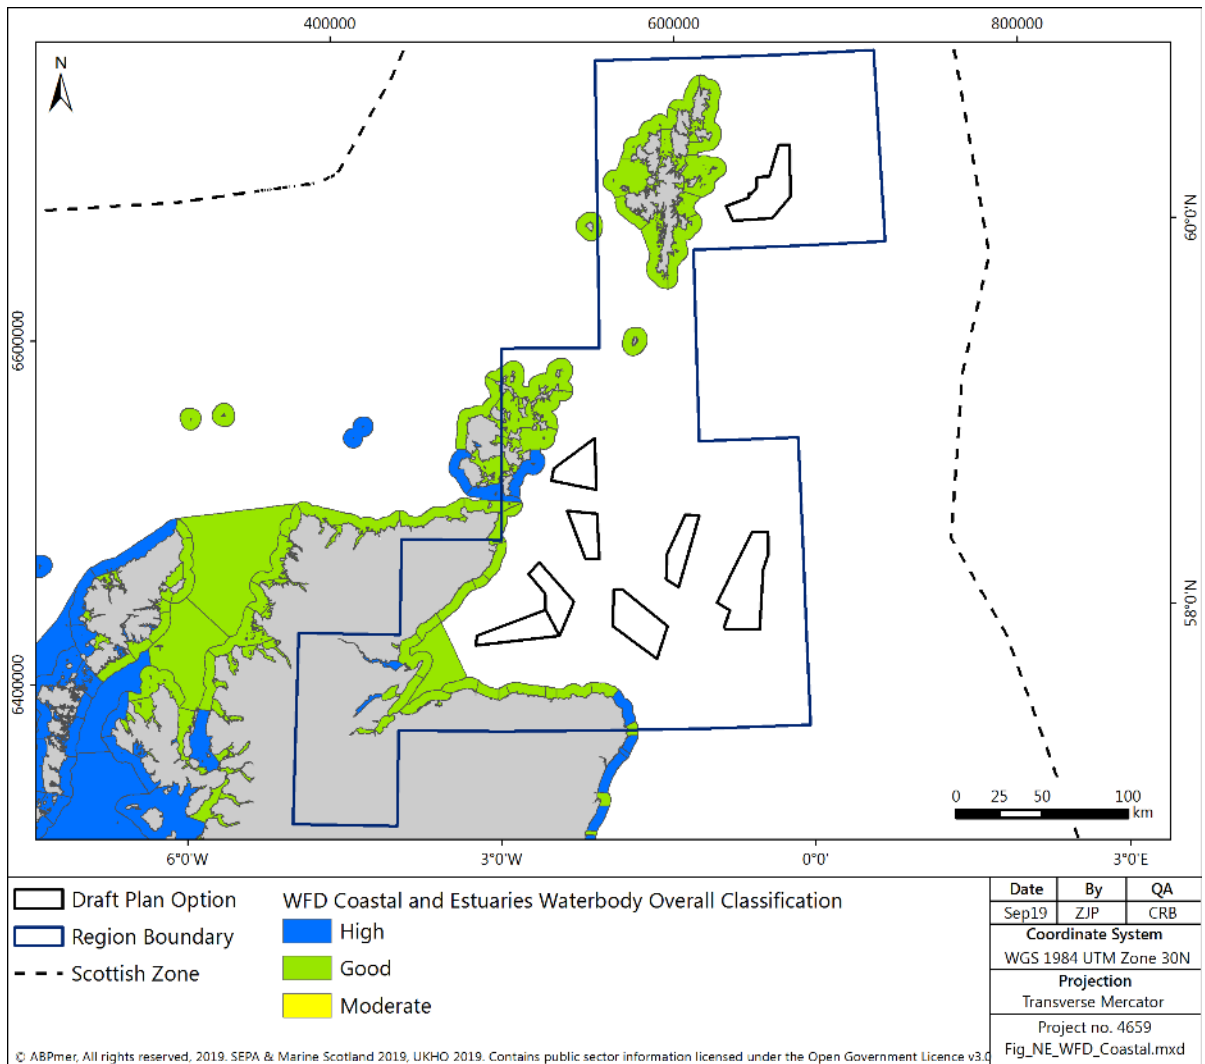 400000
600000
800000
N
60°0'N
6600000
58°0'N
6400000
0 25 50 100
km
6°0'W
3°0'W
0°0'
3°0'E
Draft Plan Option
Region Boundary
Scottish Zone
WFD Coastal and Estuaries Waterbody Overall Classification
High
Good
Moderate
Date By QA
Sep19 ZJP CRB
Coordinate System
WGS 1984 UTM Zone 30N
Projection
Transverse Mercator
Project no. 4659
Fig_NE_WFD_Coastal.mxd
© ABPmer, All rights reserved, 2019. SEPA & Marine Scotland 2019, UKHO 2019. Contains public sector information licensed under the Open Government Licence v3.0